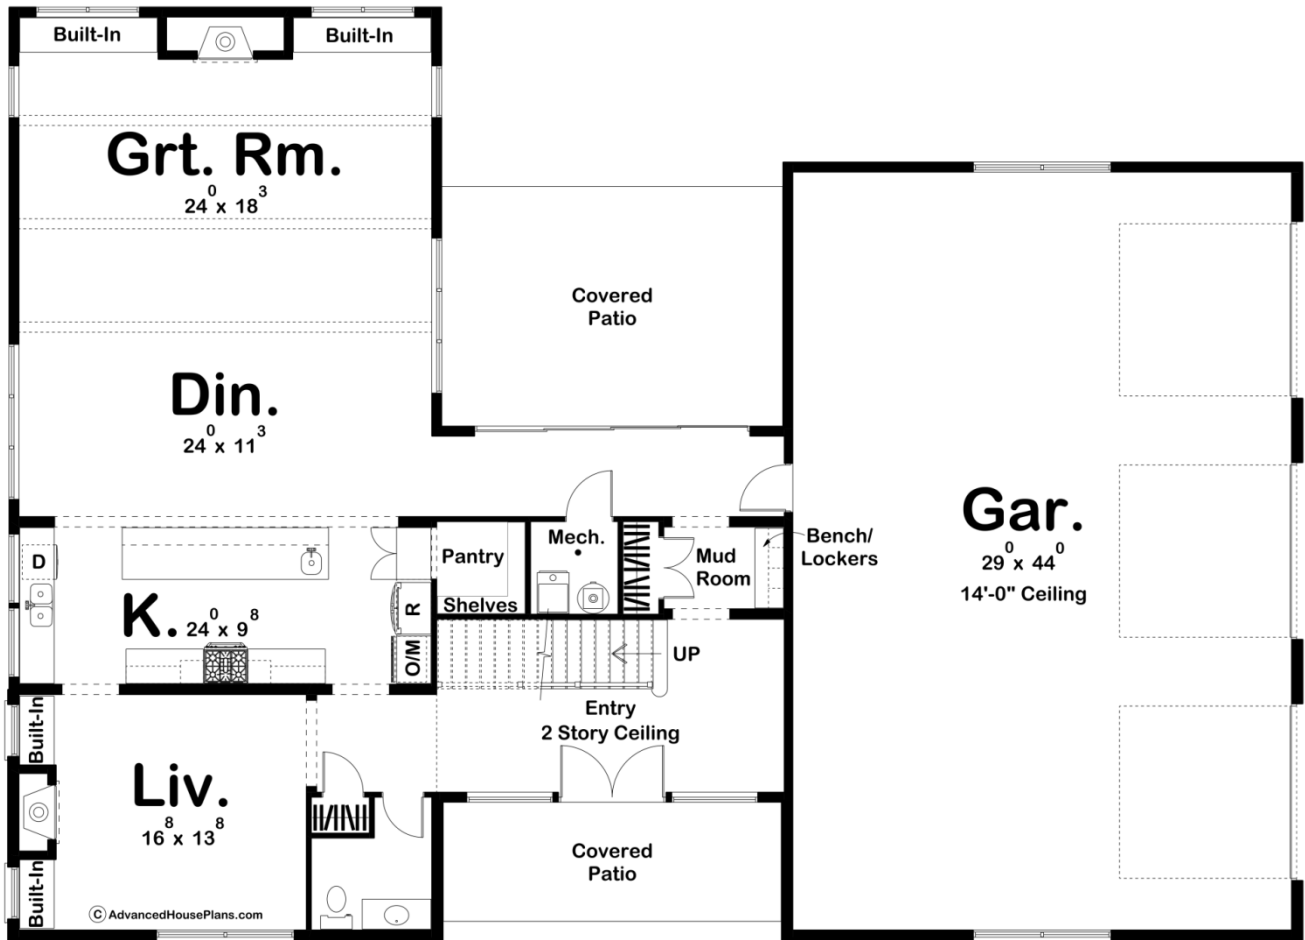 Built-In
Built-In
Grt. Rm.
24⁰ x 18³
Covered
Patio
Din.
24⁰ x 11³
Gar.
29⁰ x 44⁰
14'-0" Ceiling
D
Pantry
Shelves
Mech.
Mud
Room
Bench/
Lockers
K. 24⁰ x 9⁸
R
O/M
UP
Entry
2 Story Ceiling
Built-In
Liv.
16⁸ x 13⁸
Built-In
Covered
Patio
© AdvancedHousePlans.com